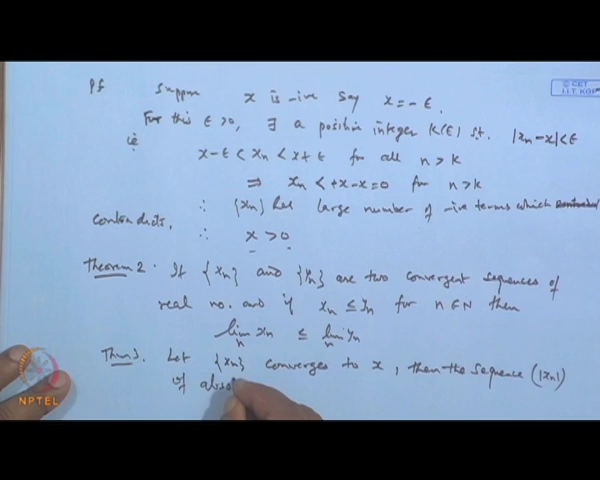 © CET
I.I.T. KGP
Pf Suppose x is -ive say x = -ε
For this ε>0, ∃ a positive integer K(ε) s.t. |xn-x|<ε
ie x-ε < xn < x+ε for all n>K
⇒ xn < +x-x=0 for n>K
∴ {xn} has large number of -ive terms which
contradicts,
∴ x > 0
Theorem 2. If {xn} and {yn} are two convergent sequences of
real no. and if xn ≤ yn for n∈N then
lim n xn ≤ lim n yn
Thm 3. Let {xn} converges to x, then the sequence (|xn|)
of abso
NPTEL